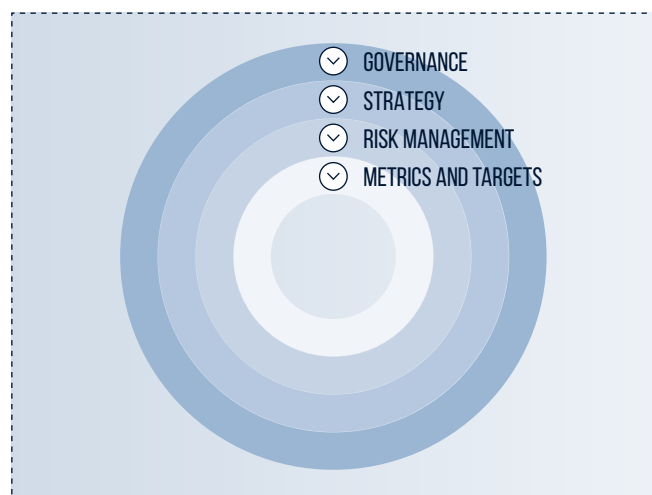 GOVERNANCE
STRATEGY
RISK MANAGEMENT
METRICS AND TARGETS